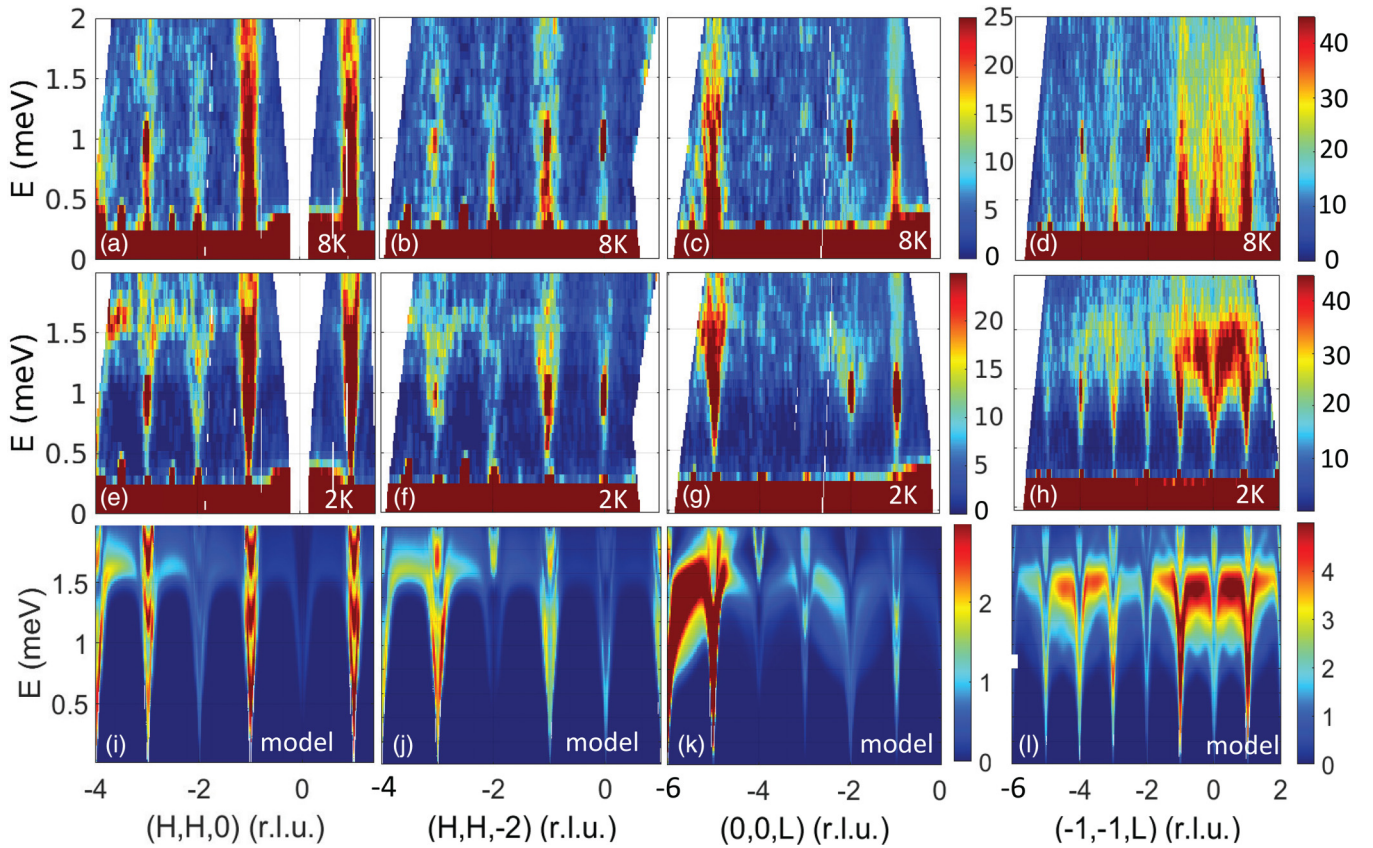 2
1.5
1
0.5
0
E (meV)
(a)
8K
(b)
8K
(c)
8K
25
20
15
10
5
0
(d)
8K
40
30
20
10
0
1.5
1
0.5
0
E (meV)
(e)
2K
(f)
2K
(g)
2K
20
15
10
5
0
(h)
2K
40
30
20
10
1.5
1
0.5
E (meV)
(i)
model
(j)
model
(k)
model
2
1
0
(l)
model
4
3
2
1
0
-4 -2 0
-4 -2 0
-6 -4 -2 0
-6 -4 -2 0 2
(H,H,0) (r.l.u.)
(H,H,-2) (r.l.u.)
(0,0,L) (r.l.u.)
(-1,-1,L) (r.l.u.)